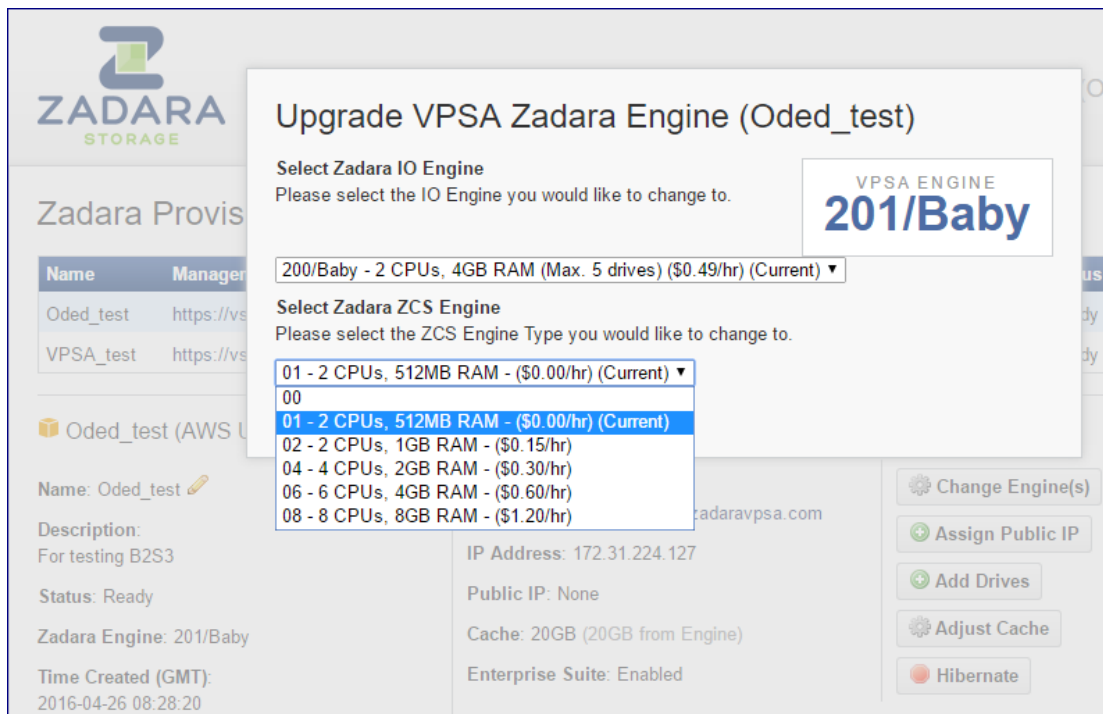 ZADARA
STORAGE
(O
Upgrade VPSA Zadara Engine (Oded_test)
Select Zadara IO Engine
Please select the IO Engine you would like to change to.
VPSA ENGINE
201/Baby
200/Baby - 2 CPUs, 4GB RAM (Max. 5 drives) ($0.49/hr) (Current)
Select Zadara ZCS Engine
Please select the ZCS Engine Type you would like to change to.
01 - 2 CPUs, 512MB RAM - ($0.00/hr) (Current)
00
01 - 2 CPUs, 512MB RAM - ($0.00/hr) (Current)
02 - 2 CPUs, 1GB RAM - ($0.15/hr)
04 - 4 CPUs, 2GB RAM - ($0.30/hr)
06 - 6 CPUs, 4GB RAM - ($0.60/hr)
08 - 8 CPUs, 8GB RAM - ($1.20/hr)
Zadara Provis
Name Manager us
Oded_test https://vs dy
VPSA_test https://vs dy
Oded_test (AWS U
Name: Oded_test
Description:
For testing B2S3
Status: Ready
Zadara Engine: 201/Baby
Time Created (GMT):
2016-04-26 08:28:20
zadaravpsa.com
IP Address: 172.31.224.127
Public IP: None
Cache: 20GB (20GB from Engine)
Enterprise Suite: Enabled
Change Engine(s)
Assign Public IP
Add Drives
Adjust Cache
Hibernate